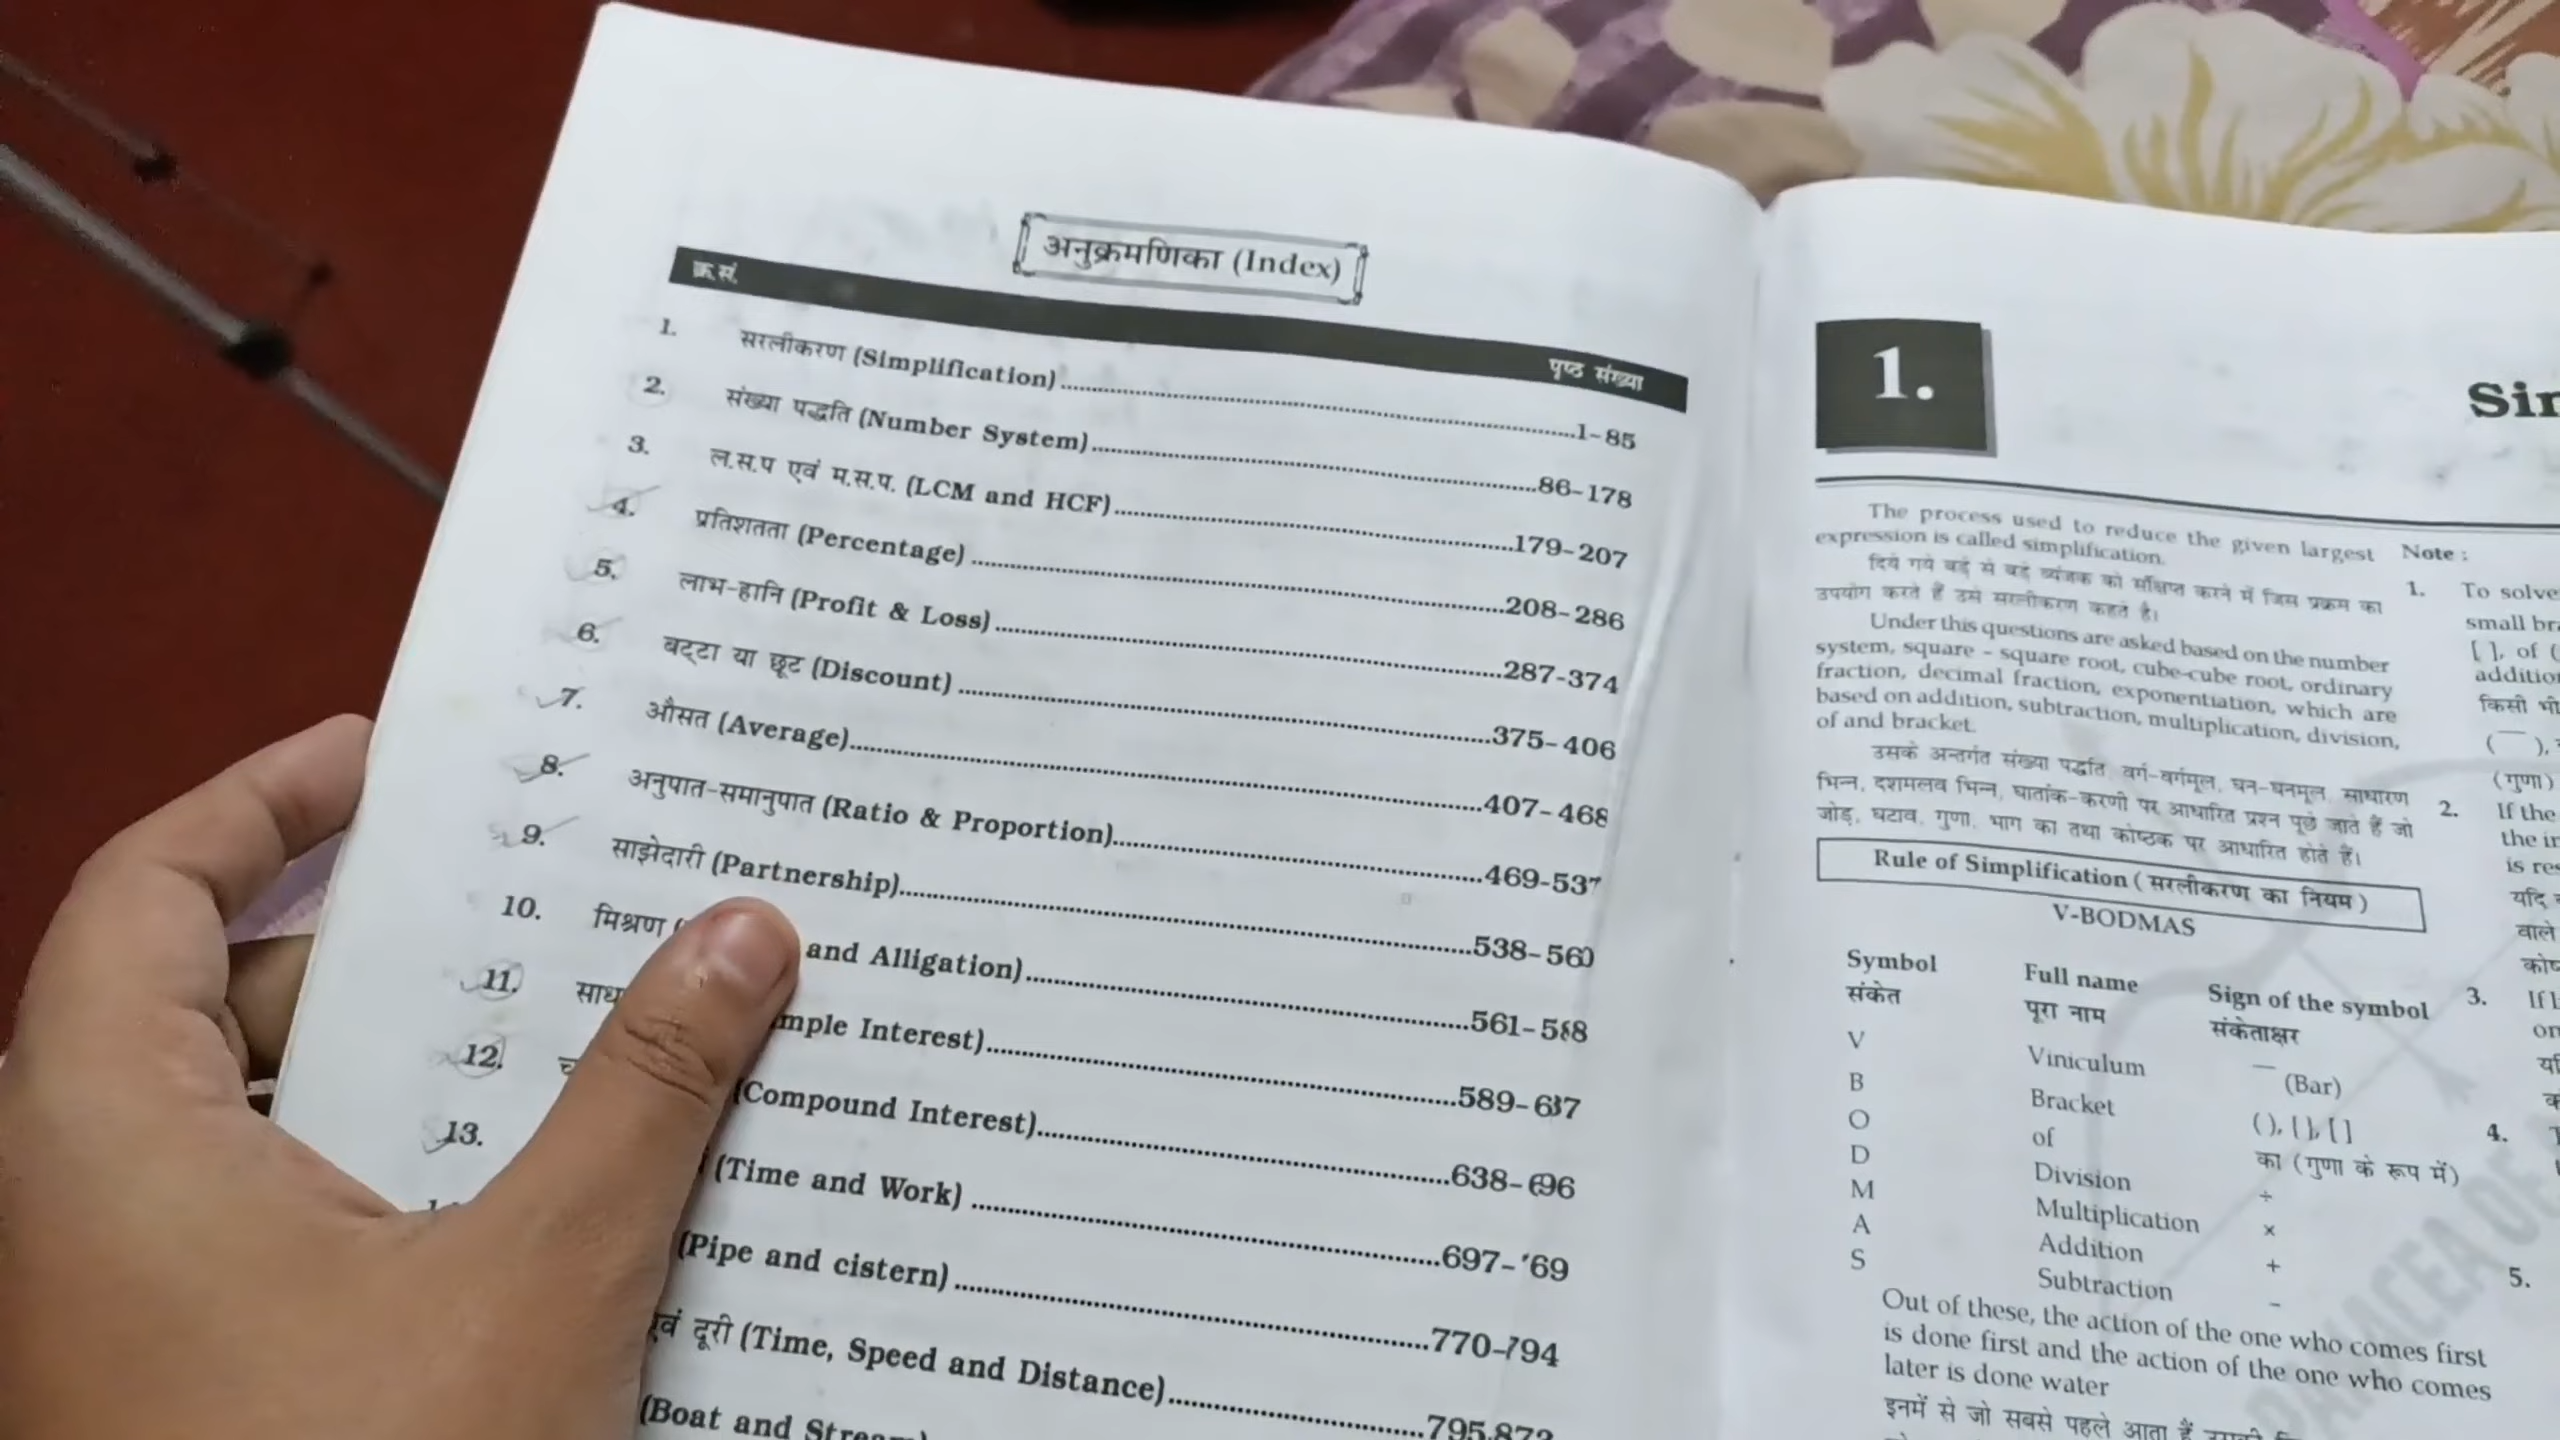 अनुक्रमणिका (Index)
क्र.सं. पृष्ठ संख्या
1. सरलीकरण (Simplification) 1-85
2. संख्या पद्धति (Number System) 86-178
3. ल.स.प एवं म.स.प. (LCM and HCF) 179-207
4. प्रतिशतता (Percentage) 208-286
5. लाभ-हानि (Profit & Loss) 287-374
6. बट्टा या छूट (Discount) 375-406
7. औसत (Average) 407-468
8. अनुपात-समानुपात (Ratio & Proportion) 469-537
9. साझेदारी (Partnership) 538-560
10. मिश्रण and Alligation) 561-588
11. Interest) 589-637
12. (Compound Interest) 638-696
13. (Time and Work) 697-769
(Pipe and cistern) 770-794
एवं दूरी (Time, Speed and Distance) 795-872
(Boat and
1.
The process used to reduce the given largest
expression is called simplification.
दिये गये बड़े से बड़े व्यंजक को संक्षिप्त करने में जिस प्रक्रम का
उपयोग करते हैं उसे सरलीकरण कहते है।
Under this questions are asked based on the number
system, square - square root, cube-cube root, ordinary
fraction, decimal fraction, exponentiation, which are
based on addition, subtraction, multiplication, division,
of and bracket.
उसके अन्तर्गत संख्या पद्धति, वर्ग-वर्गमूल, घन-घनमूल, साधारण
भिन्न, दशमलव भिन्न, घातांक-करणी पर आधारित प्रश्न पूछे जाते हैं जो
जोड़, घटाव, गुणा, भाग का तथा कोष्ठक पर आधारित होते हैं।
Rule of Simplification ( सरलीकरण का नियम )
V-BODMAS
Symbol Full name Sign of the symbol
संकेत पूरा नाम संकेताक्षर
V Viniculum — (Bar)
B Bracket ( ), { }, [ ]
O of का ( गुणा के रूप में )
D Division ÷
M Multiplication ×
A Addition +
S Subtraction –
Out of these, the action of the one who comes first
is done first and the action of the one who comes
later is done water
इनमें से जो सबसे पहले आता हैं
Note :
1. To solve
small
[ ], of (
किसी भी
(गुणा)
2. If the
the
is
यदि
वाले
3. If
4.
5.